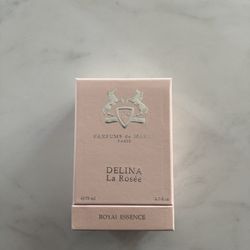 PARFUMS de MARLY
PARIS
DELINA
La Rosée
ROYAL ESSENCE